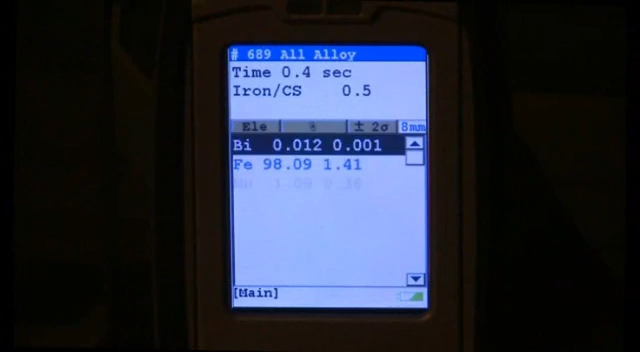 # 689 All Alloy
Time 0.4 sec
Iron/CS 0.5
Ele % ± 2σ 8mm
Bi 0.012 0.001
Fe 98.09 1.41
[Main]